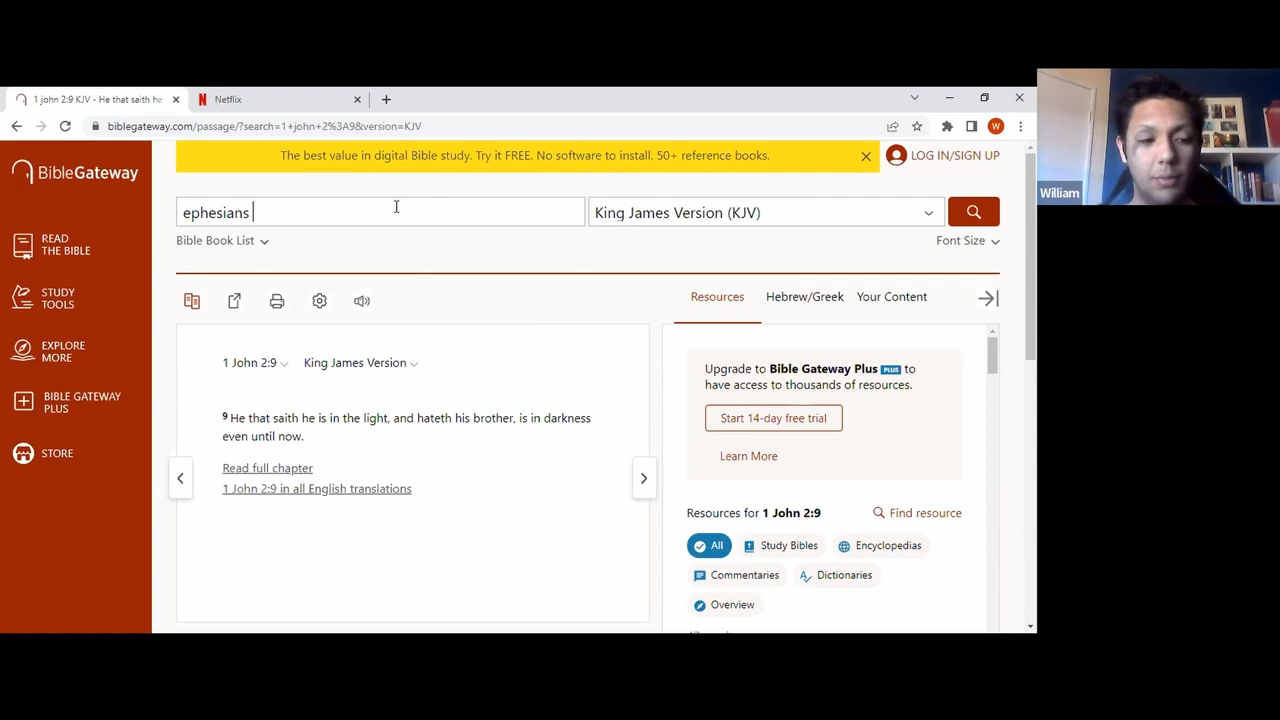 1 john 2:9 KJV - He that saith he
Netflix
biblegateway.com/passage/?search=1+john+2%3A9&version=KJV
W
William
BibleGateway
The best value in digital Bible study. Try it FREE. No software to install. 50+ reference books.
LOG IN/SIGN UP
ephesians
King James Version (KJV)
Bible Book List
Font Size
READ
THE BIBLE
STUDY
TOOLS
EXPLORE
MORE
BIBLE GATEWAY
PLUS
STORE
Resources
Hebrew/Greek
Your Content
1 John 2:9
King James Version
9 He that saith he is in the light, and hateth his brother, is in darkness
even until now.
Read full chapter
1 John 2:9 in all English translations
Upgrade to Bible Gateway Plus PLUS to
have access to thousands of resources.
Start 14-day free trial
Learn More
Resources for 1 John 2:9
Find resource
All
Study Bibles
Encyclopedias
Commentaries
Dictionaries
Overview